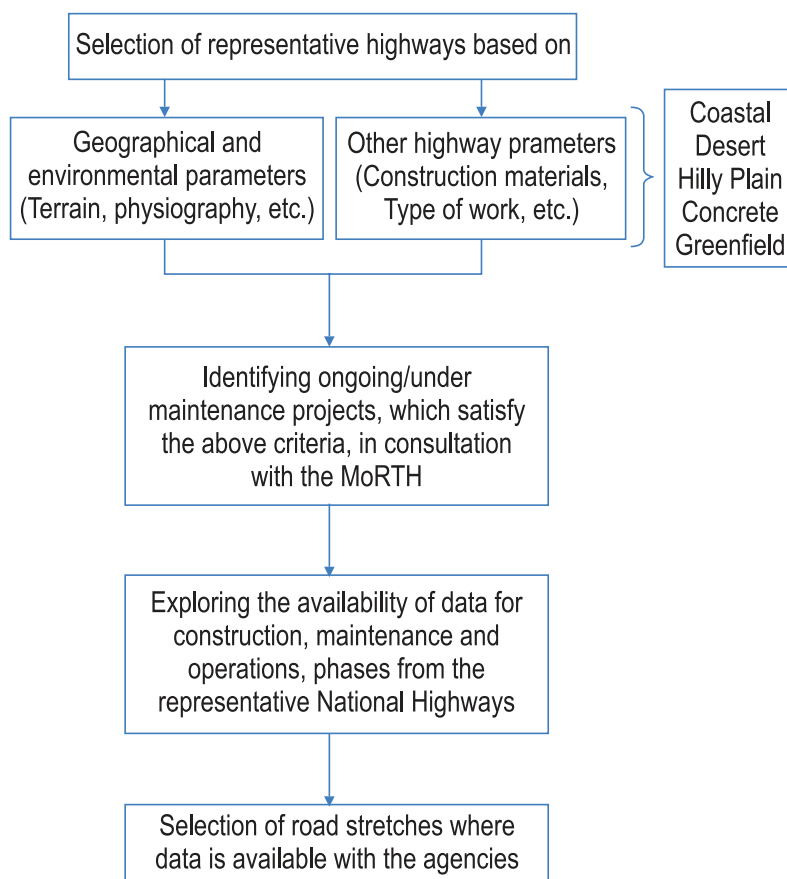 Selection of representative highways based on
Geographical and
environmental parameters
(Terrain, physiography, etc.)
Other highway prameters
(Construction materials,
Type of work, etc.)
Coastal
Desert
Hilly Plain
Concrete
Greenfield
Identifying ongoing/under
maintenance projects, which satisfy
the above criteria, in consultation
with the MoRTH
Exploring the availability of data for
construction, maintenance and
operations, phases from the
representative National Highways
Selection of road stretches where
data is available with the agencies